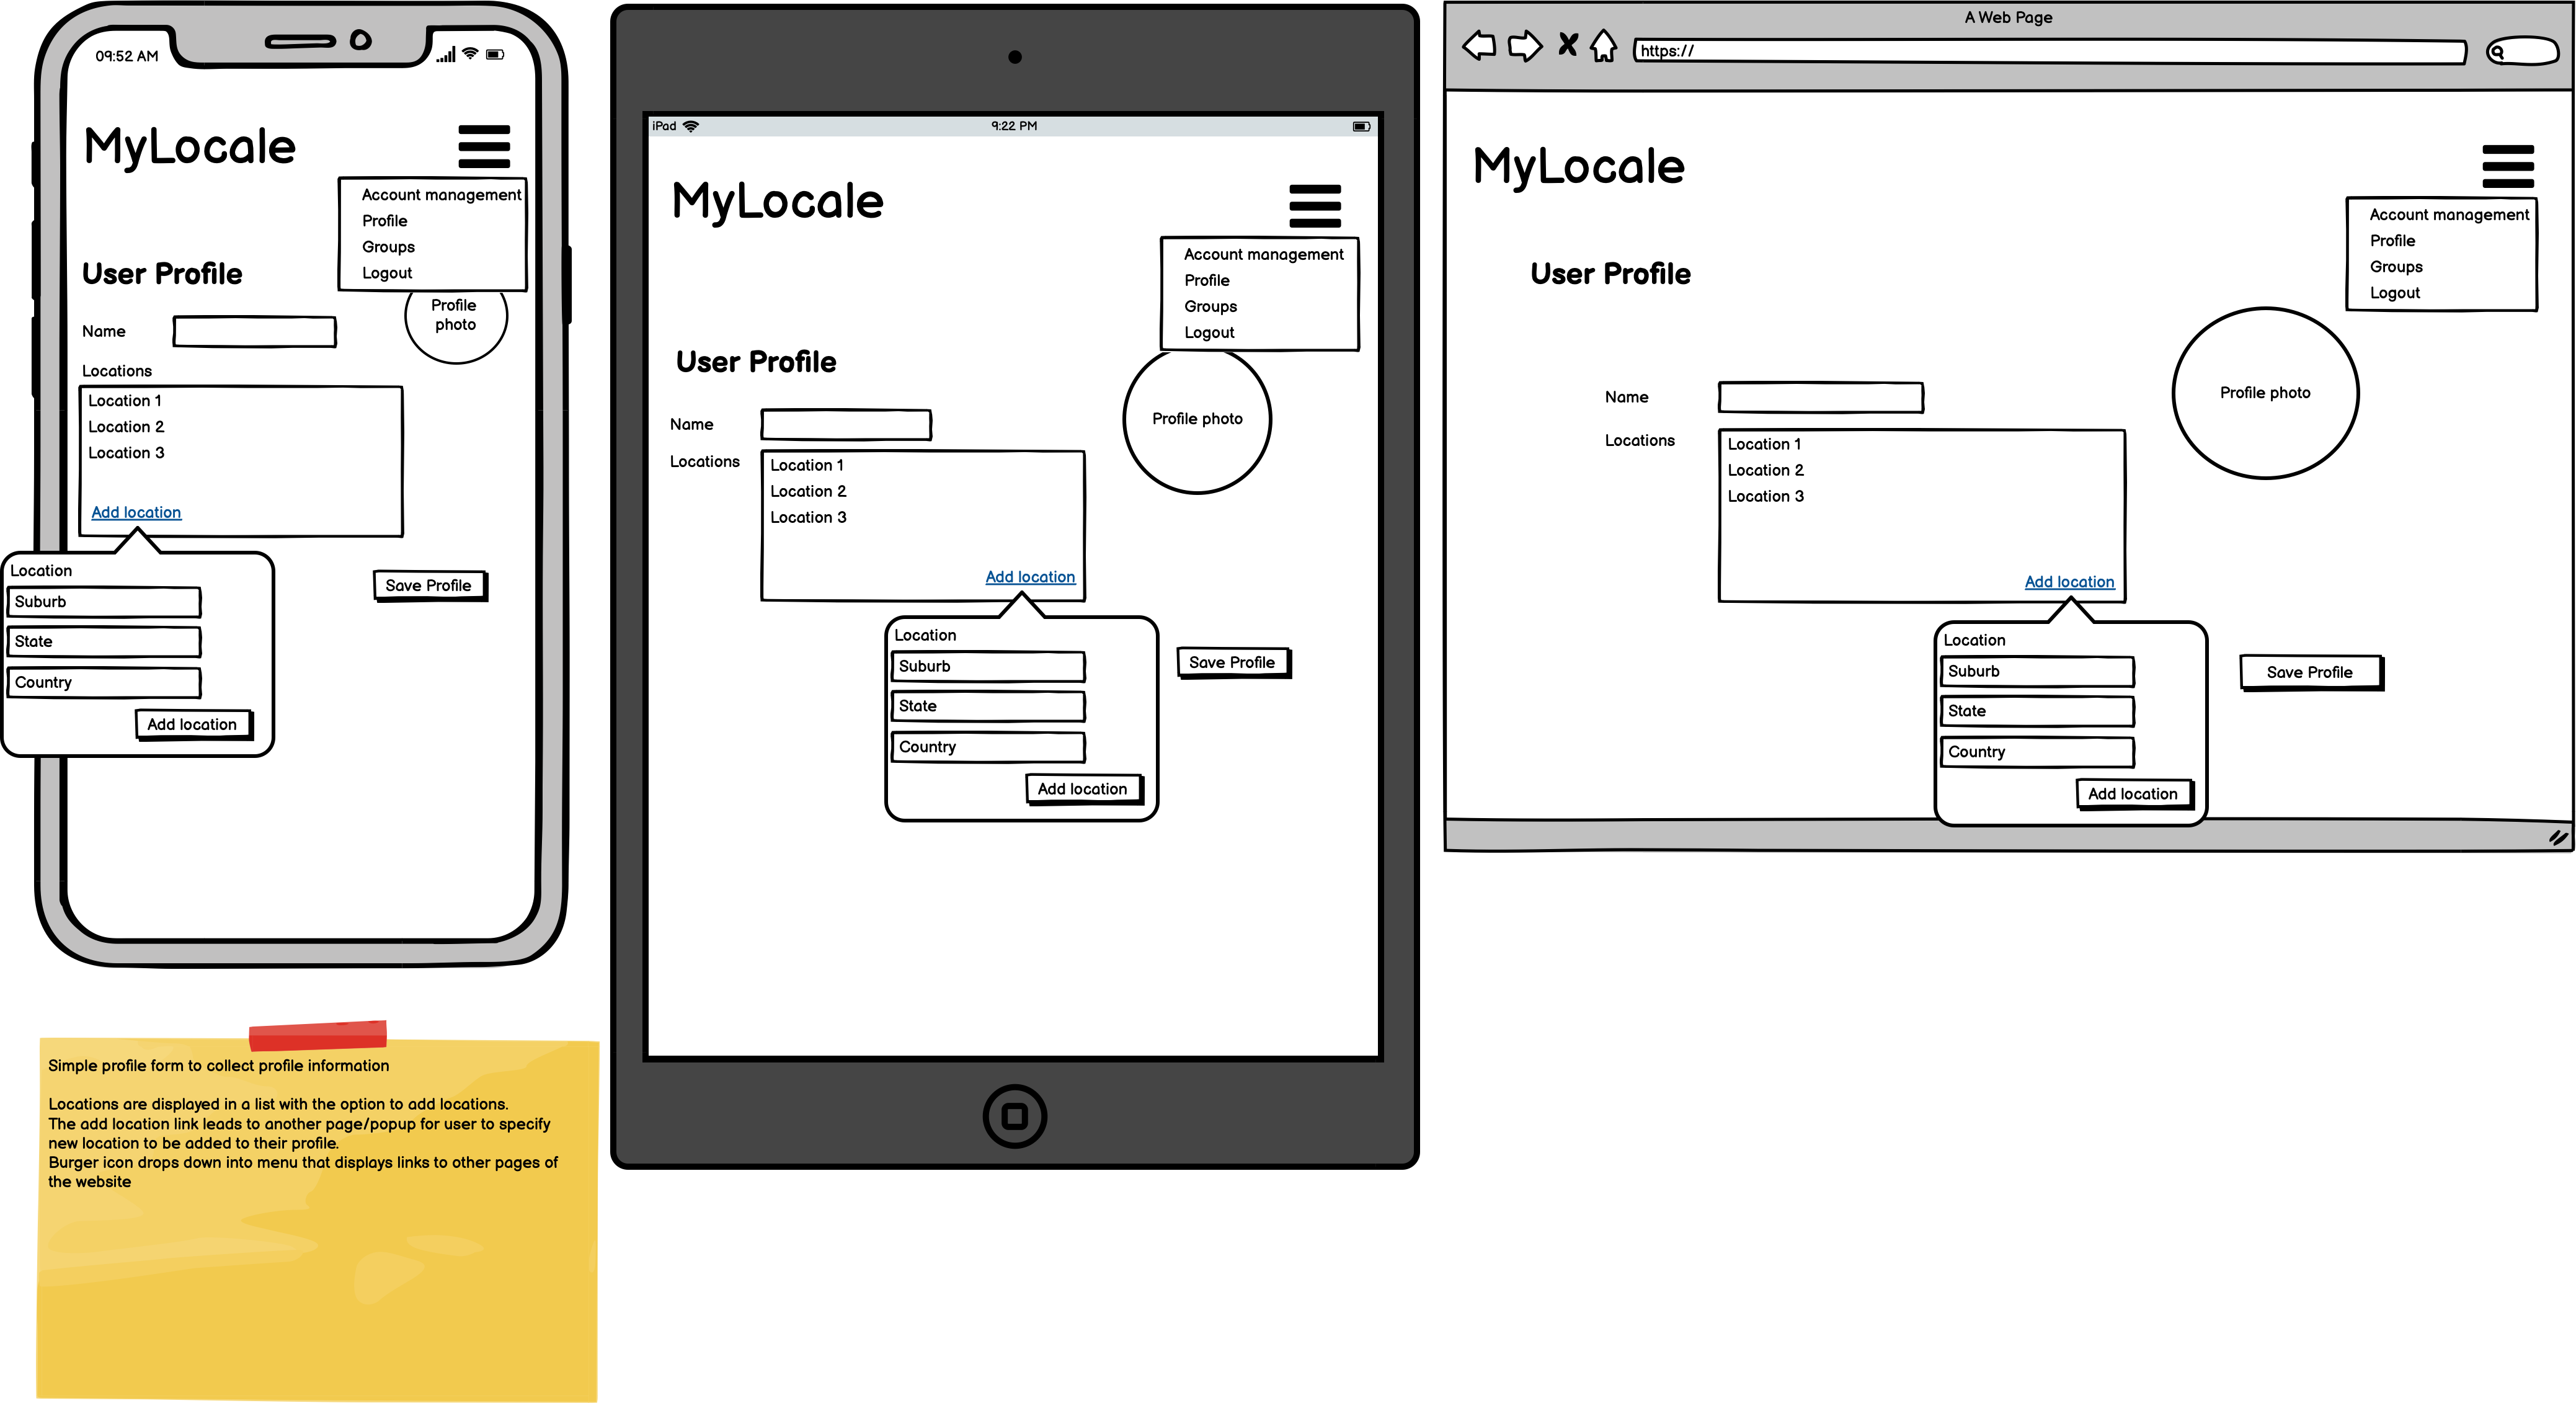 09:52 AM
MyLocale
Account management
Profile
Groups
Logout
User Profile
Profile
photo
Name
Locations
Location 1
Location 2
Location 3
Add location
Location
Suburb
State
Country
Add location
Save Profile
Simple profile form to collect profile information
Locations are displayed in a list with the option to add locations.
The add location link leads to another page/popup for user to specify
new location to be added to their profile.
Burger icon drops down into menu that displays links to other pages of
the website
iPad
9:22 PM
MyLocale
Account management
Profile
Groups
Logout
User Profile
Profile photo
Name
Locations
Location 1
Location 2
Location 3
Add location
Location
Suburb
State
Country
Add location
Save Profile
A Web Page
https://
MyLocale
Account management
Profile
Groups
Logout
User Profile
Profile photo
Name
Locations
Location 1
Location 2
Location 3
Add location
Location
Suburb
State
Country
Add location
Save Profile